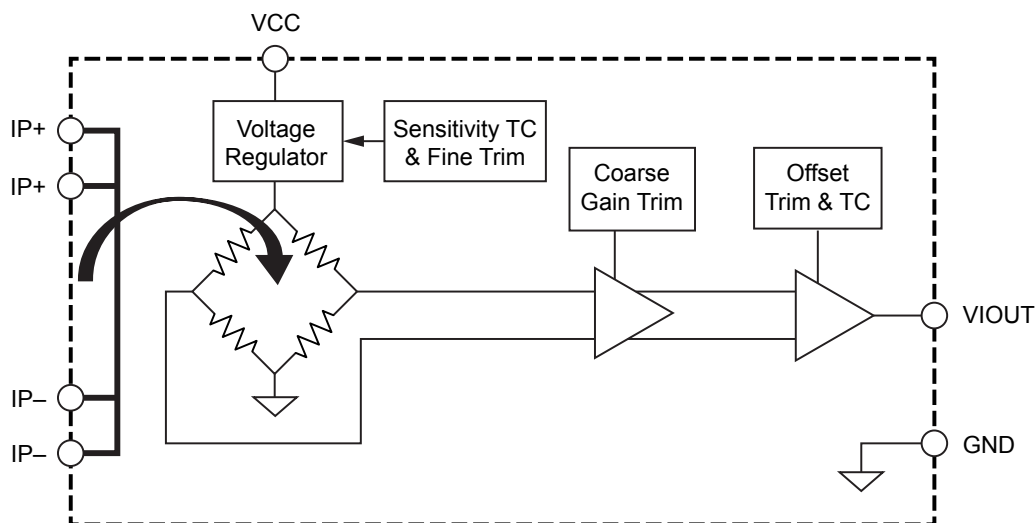 VCC
IP+
IP+
Voltage
Regulator
Sensitivity TC
& Fine Trim
Coarse
Gain Trim
Offset
Trim & TC
VIOUT
IP–
IP–
GND